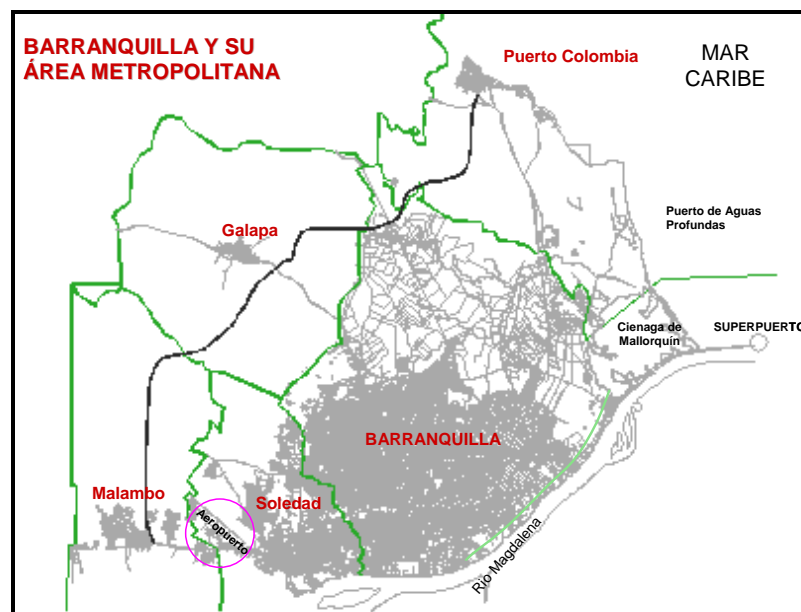 BARRANQUILLA Y SU
ÁREA METROPOLITANA
Puerto Colombia
MAR
CARIBE
Galapa
Puerto de Aguas
Profundas
Cienaga de
Mallorquín
SUPERPUERTO
BARRANQUILLA
Malambo
Soledad
Aeropuerto
Río Magdalena